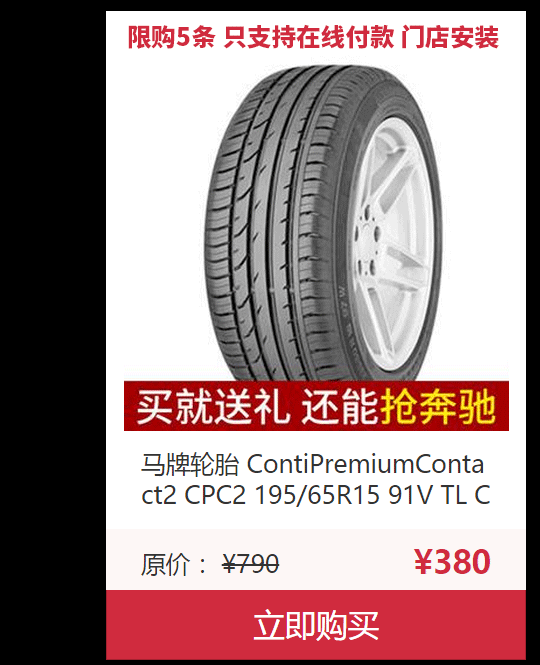 限购5条 只支持在线付款 门店安装
买就送礼 还能抢奔驰
马牌轮胎 ContiPremiumConta
ct2 CPC2 195/65R15 91V TL C
原价： ¥790
¥380
立即购买